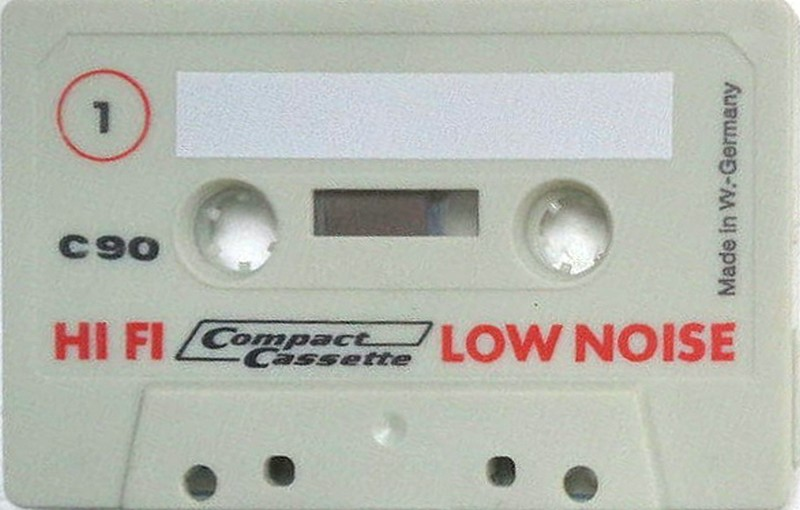 1
C90
HI FI Compact Cassette LOW NOISE
Made in W.-Germany